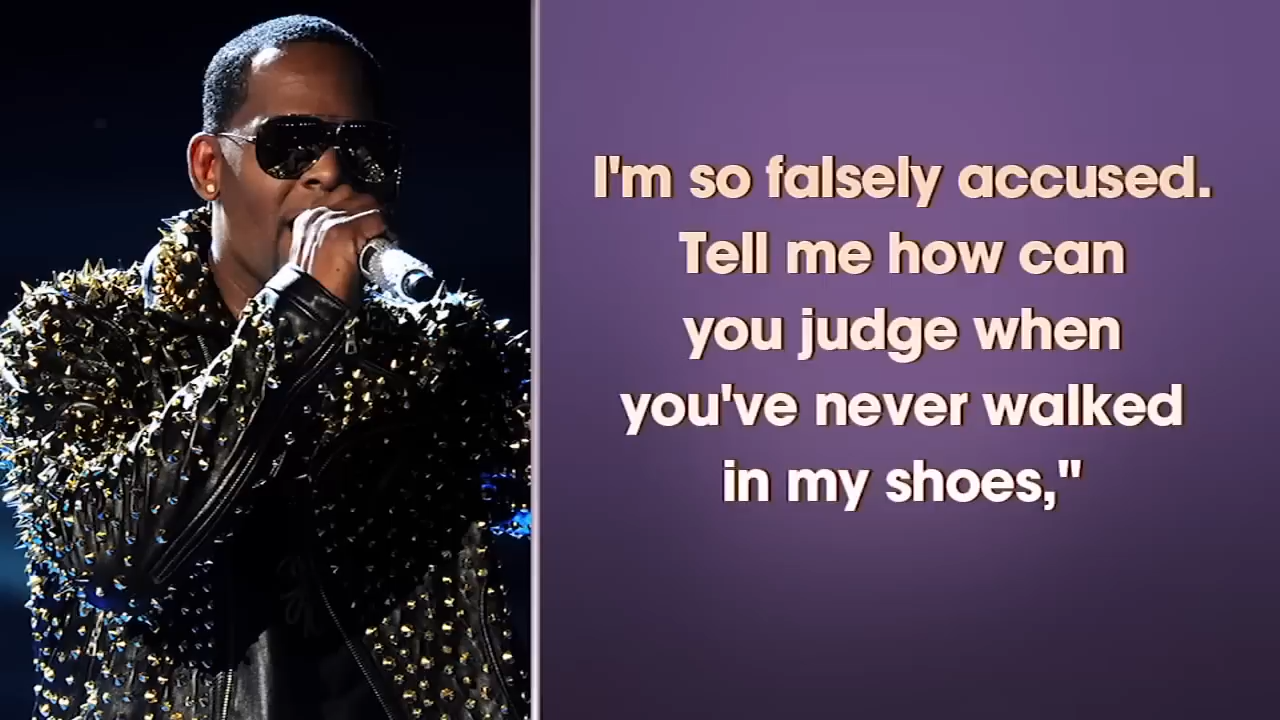 I'm so falsely accused.
Tell me how can
you judge when
you've never walked
in my shoes,"